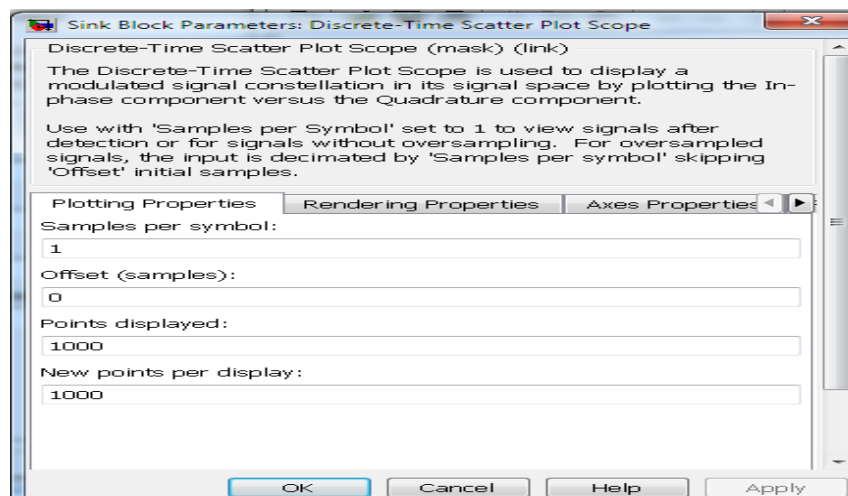 Sink Block Parameters: Discrete-Time Scatter Plot Scope
Discrete-Time Scatter Plot Scope (mask) (link)
The Discrete-Time Scatter Plot Scope is used to display a
modulated signal constellation in its signal space by plotting the In-
phase component versus the Quadrature component.
Use with 'Samples per Symbol' set to 1 to view signals after
detection or for signals without oversampling. For oversampled
signals, the input is decimated by 'Samples per symbol' skipping
'Offset' initial samples.
Plotting Properties Rendering Properties Axes Properties
Samples per symbol:
1
Offset (samples):
0
Points displayed:
1000
New points per display:
1000
OK Cancel Help Apply